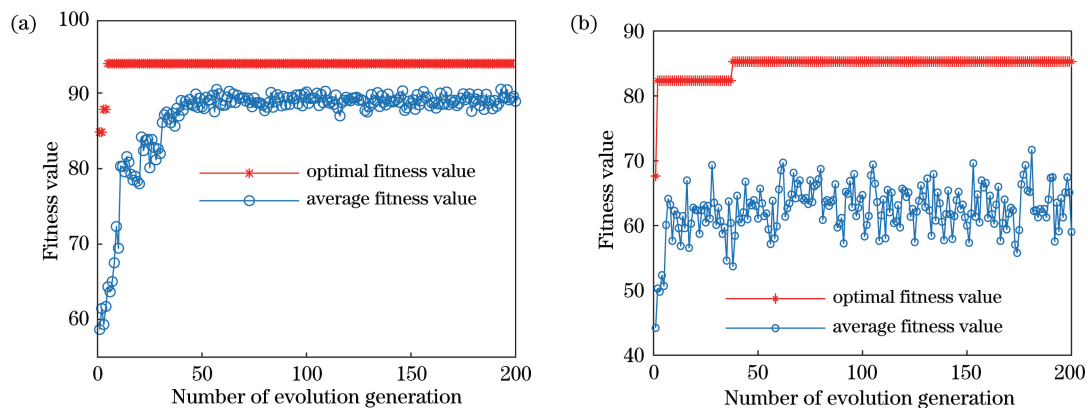 (a)
100
90
80
70
60
Fitness value
optimal fitness value
average fitness value
0
50
100
150
200
Number of evolution generation
(b)
90
80
70
60
50
40
Fitness value
optimal fitness value
average fitness value
0
50
100
150
200
Number of evolution generation